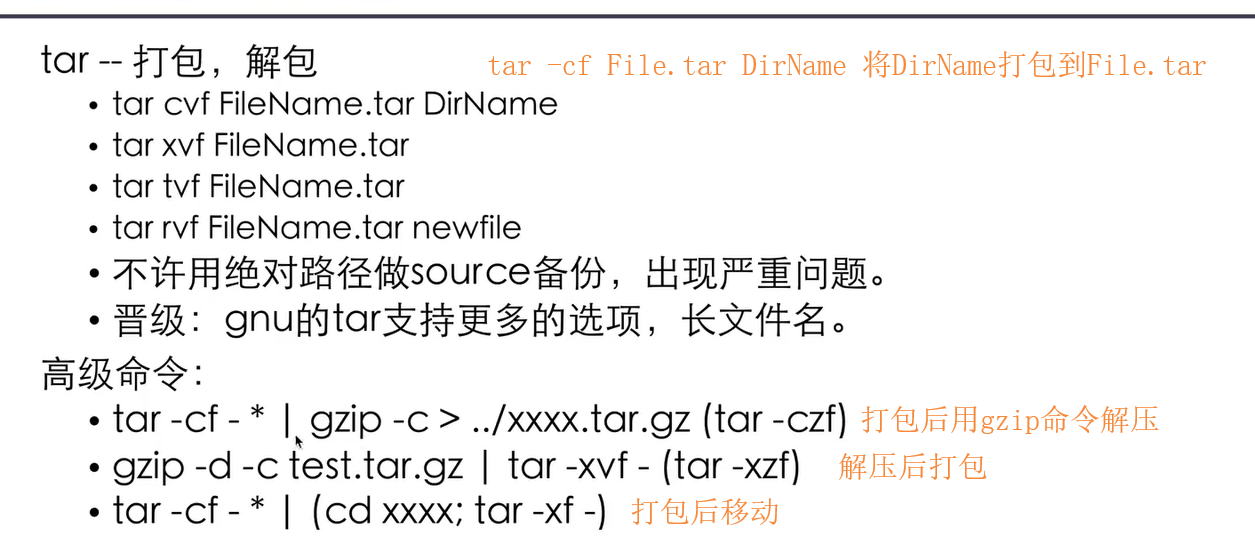 tar -- 打包，解包 tar -cf File.tar DirName 将DirName打包到File.tar
• tar cvf FileName.tar DirName
• tar xvf FileName.tar
• tar tvf FileName.tar
• tar rvf FileName.tar newfile
• 不许用绝对路径做source备份，出现严重问题。
• 晋级：gnu的tar支持更多的选项，长文件名。
高级命令：
• tar -cf - * | gzip -c > ../xxxx.tar.gz (tar -czf) 打包后用gzip命令解压
• gzip -d -c test.tar.gz | tar -xvf - (tar -xzf) 解压后打包
• tar -cf - * | (cd xxxx; tar -xf -) 打包后移动